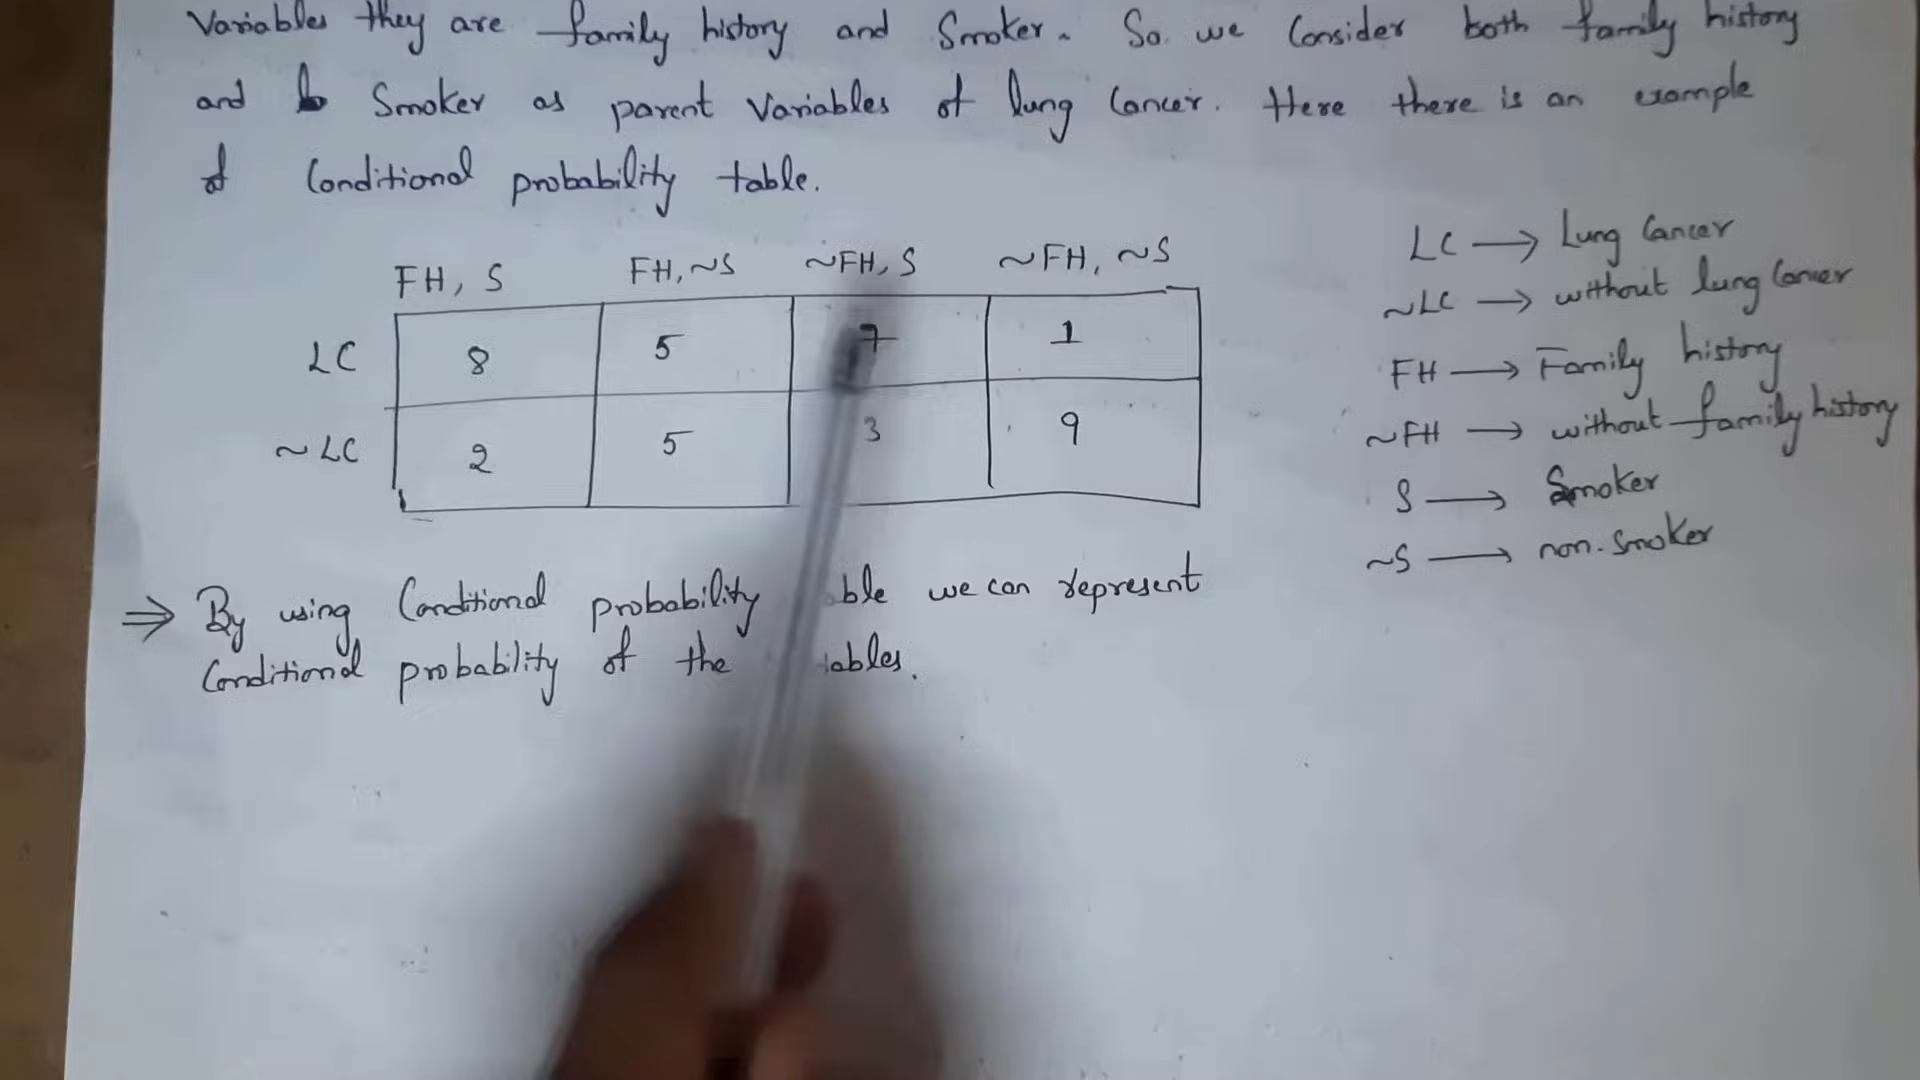 Variables they are family history and Smoker. So we Consider both family history
and Smoker as parent Variables of lung Cancer. Here there is an example
of Conditional probability table.
FH, S FH, ~S ~FH, S ~FH, ~S
LC 8 5 7 1
~LC 2 5 3 9
LC → Lung Cancer
~LC → without lung Cancer
FH → Family history
~FH → without family history
S → Smoker
~S → non-smoker
⇒ By using Conditional probability we can represent
Conditional probability of the